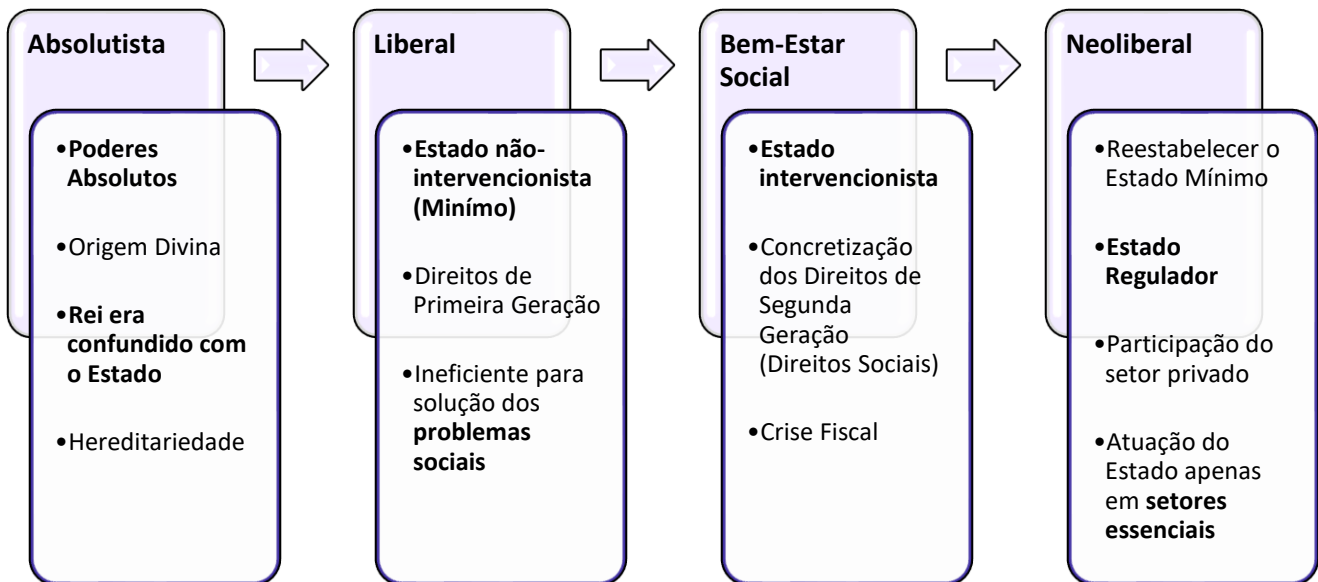 Absolutista
•Poderes
Absolutos
•Origem Divina
•Rei era
confundido com
o Estado
•Hereditariedade
Liberal
•Estado não-
intervencionista
(Minímo)
•Direitos de
Primeira Geração
•Ineficiente para
solução dos
problemas
sociais
Bem-Estar
Social
•Estado
intervencionista
•Concretização
dos Direitos de
Segunda
Geração
(Direitos Sociais)
•Crise Fiscal
Neoliberal
•Reestabelecer o
Estado Mínimo
•Estado
Regulador
•Participação do
setor privado
•Atuação do
Estado apenas
em setores
essenciais